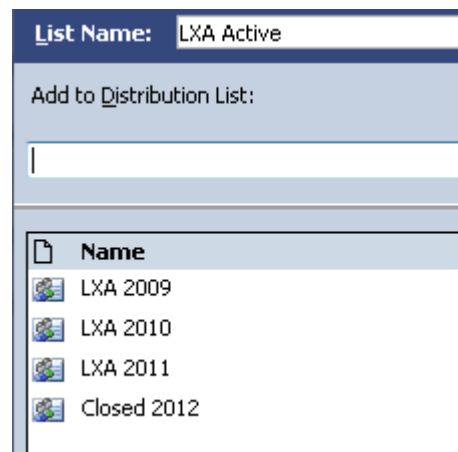 List Name: LXA Active
Add to Distribution List:
Name
LXA 2009
LXA 2010
LXA 2011
Closed 2012